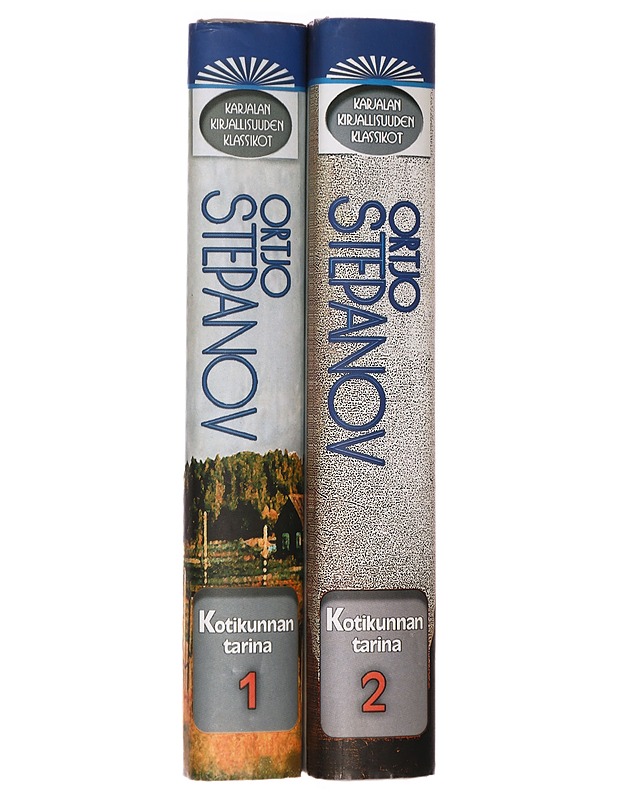 KARJALAN
KIRJALLISUUDEN
KLASSIKOT
ORTJO
STEPANOV
Kotikunnan
tarina
1
KARJALAN
KIRJALLISUUDEN
KLASSIKOT
ORTJO
STEPANOV
Kotikunnan
tarina
2